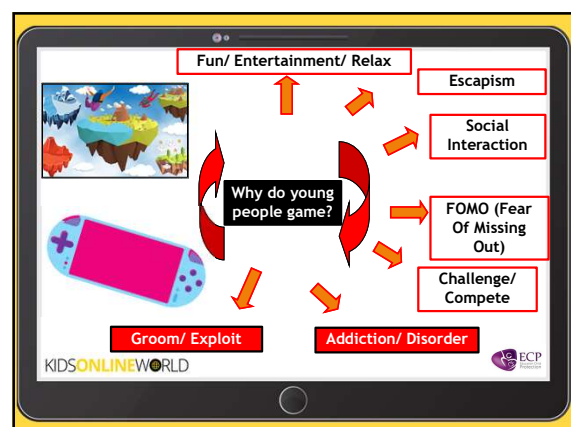 Fun/ Entertainment/ Relax
Escapism
Social
Interaction
Why do young
people game?
FOMO (Fear
Of Missing
Out)
Challenge/
Compete
Groom/ Exploit
Addiction/ Disorder
KIDSONLINEWORLD
ECP